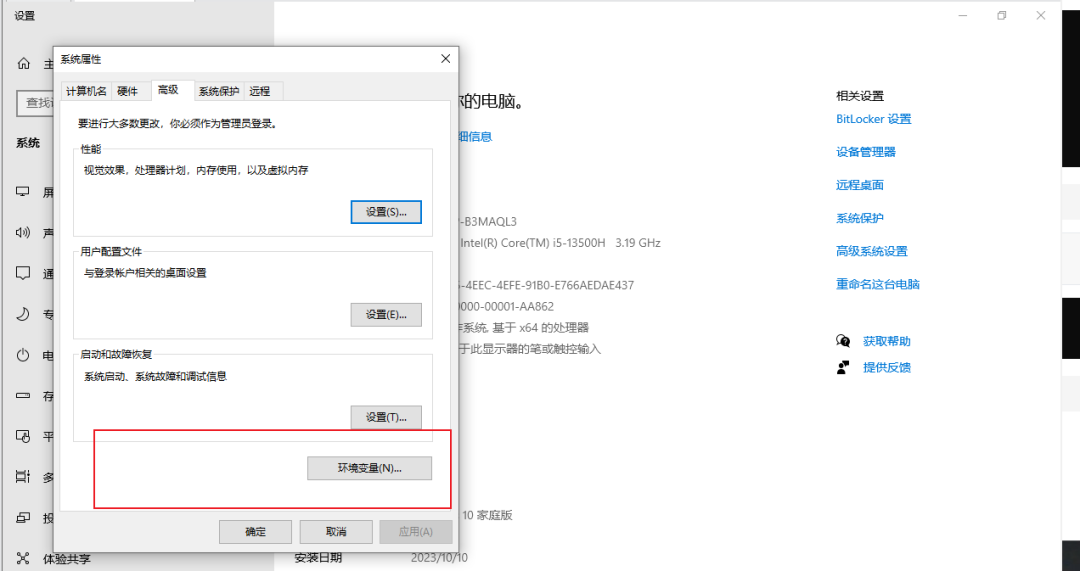 设置
系统属性
主
查找
系统
屏
声
通
专
电
存
平
多
投
体验共享
计算机名 硬件 高级 系统保护 远程
要进行大多数更改，你必须作为管理员登录。
性能
视觉效果，处理器计划，内存使用，以及虚拟内存
设置(S)...
用户配置文件
与登录帐户相关的桌面设置
设置(E)...
启动和故障恢复
系统启动、系统故障和调试信息
设置(T)...
环境变量(N)...
确定 取消 应用(A)
的电脑。
细信息
-B3MAQL3
Intel(R) Core(TM) i5-13500H 3.19 GHz
-4EEC-4EFE-91B0-E766AEDAE437
0000-00001-AA862
系统, 基于 x64 的处理器
于此显示器的笔或触控输入
10 家庭版
安装日期 2023/10/10
相关设置
BitLocker 设置
设备管理器
远程桌面
系统保护
高级系统设置
重命名这台电脑
获取帮助
提供反馈